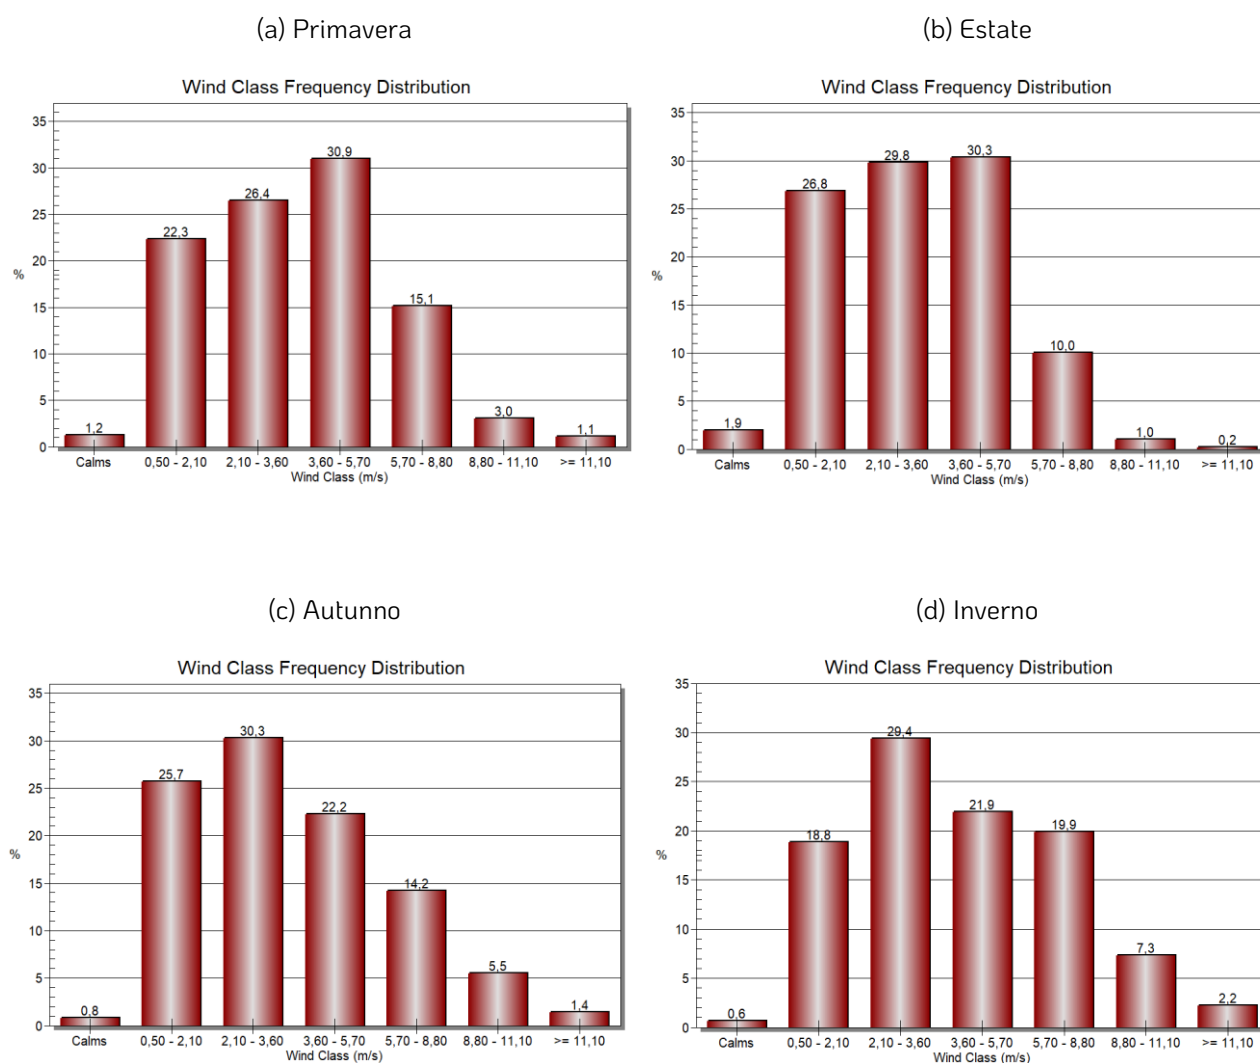 (a) Primavera
Wind Class Frequency Distribution
35
30
25
20
15
10
5
0
%
1,2
22,3
26,4
30,9
15,1
3,0
1,1
Calms
0,50 - 2,10
2,10 - 3,60
3,60 - 5,70
5,70 - 8,80
8,80 - 11,10
>= 11,10
Wind Class (m/s)
(b) Estate
Wind Class Frequency Distribution
35
30
25
20
15
10
5
0
%
1,9
26,8
29,8
30,3
10,0
1,0
0,2
Calms
0,50 - 2,10
2,10 - 3,60
3,60 - 5,70
5,70 - 8,80
8,80 - 11,10
>= 11,10
Wind Class (m/s)
(c) Autunno
Wind Class Frequency Distribution
35
30
25
20
15
10
5
0
%
0,8
25,7
30,3
22,2
14,2
5,5
1,4
Calms
0,50 - 2,10
2,10 - 3,60
3,60 - 5,70
5,70 - 8,80
8,80 - 11,10
>= 11,10
Wind Class (m/s)
(d) Inverno
Wind Class Frequency Distribution
35
30
25
20
15
10
5
0
%
0,6
18,8
29,4
21,9
19,9
7,3
2,2
Calms
0,50 - 2,10
2,10 - 3,60
3,60 - 5,70
5,70 - 8,80
8,80 - 11,10
>= 11,10
Wind Class (m/s)